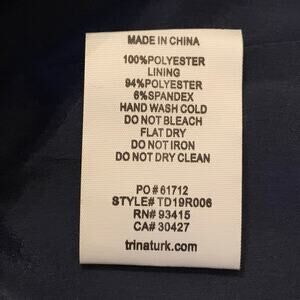 MADE IN CHINA
100%POLYESTER
LINING
94%POLYESTER
6%SPANDEX
HAND WASH COLD
DO NOT BLEACH
FLAT DRY
DO NOT IRON
DO NOT DRY CLEAN
PO#61712
STYLE# TD19R006
RN# 93415
CA# 30427
trinaturk.com